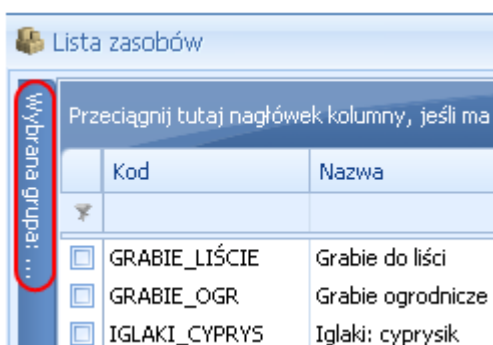 Lista zasobów
Wybrana grupa: ...
Przeciągnij tutaj nagłówek kolumny, jeśli ma
Kod Nazwa
GRABIE_LIŚCIE Grabie do liści
GRABIE_OGR Grabie ogrodnicze
IGLAKI_CYPRYS Iglaki: cyprysik